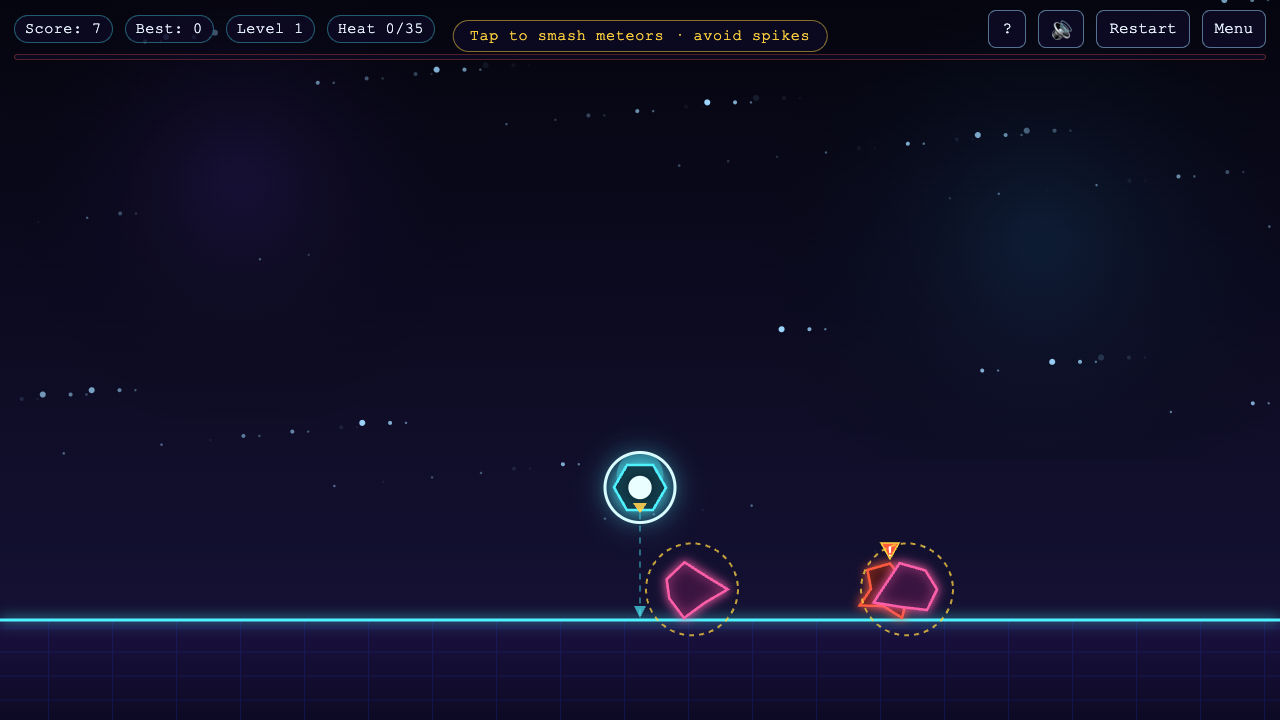 Score: 7
Best: 0
Level 1
Heat 0/35
Tap to smash meteors · avoid spikes
?
Restart
Menu
!